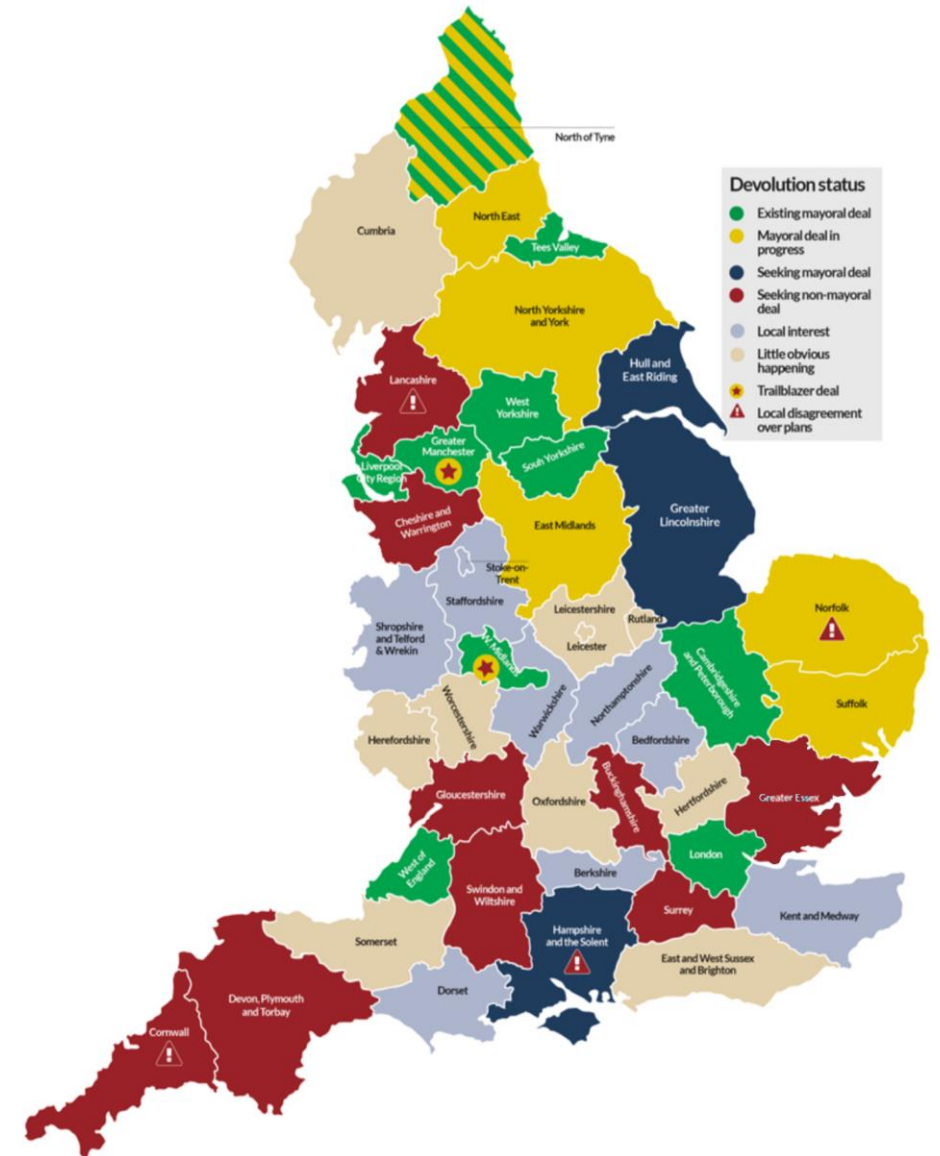 North of Tyne
Devolution status
Existing mayoral deal
Mayoral deal in
progress
Seeking mayoral deal
Seeking non-mayoral
deal
Local interest
Little obvious
happening
Trailblazer deal
Local disagreement
over plans
North East
Cumbria
Tees Valley
North Yorkshire
and York
Hull and
East Riding
Lancashire
West
Yorkshire
Greater
Manchester
Souh Yorkshire
Liverpool
City Region
Cheshire and
Warrington
East Midlands
Greater
Lincolnshire
Stoke-on-
Trent
Staffordshire
Leicestershire
Rutland
Leicester
Norfolk
Shropshire
and Telford
& Wrekin
W Midlands
Cambridgeshire
and Peterborough
Suffolk
Worcestershire
Warwickshire
Northamptonshire
Herefordshire
Bedfordshire
Gloucestershire
Oxfordshire
Buckinghamshire
Hertfordshire
Greater Essex
West of
England
London
Berkshire
Swindon and
Wiltshire
Surrey
Kent and Medway
Hampshire
and the Solent
Somerset
East and West Sussex
and Brighton
Dorset
Devon, Plymouth
and Torbay
Cornwall